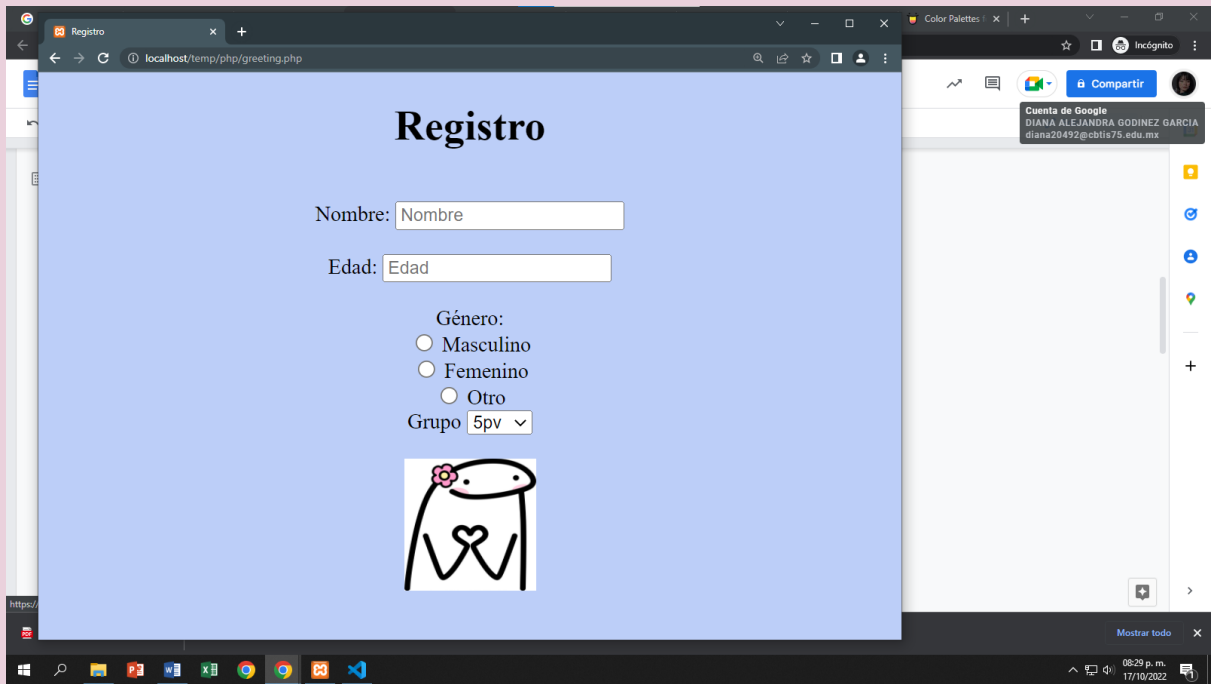 Registro
Color Palettes
localhost/temp/php/greeting.php
Incógnito
Compartir
Cuenta de Google
DIANA ALEJANDRA GODINEZ GARCIA
diana20492@cbtis75.edu.mx
Registro
Nombre: Nombre
Edad: Edad
Género:
Masculino
Femenino
Otro
Grupo 5pv
https:/
PDF
Mostrar todo
08:29 p. m.
17/10/2022